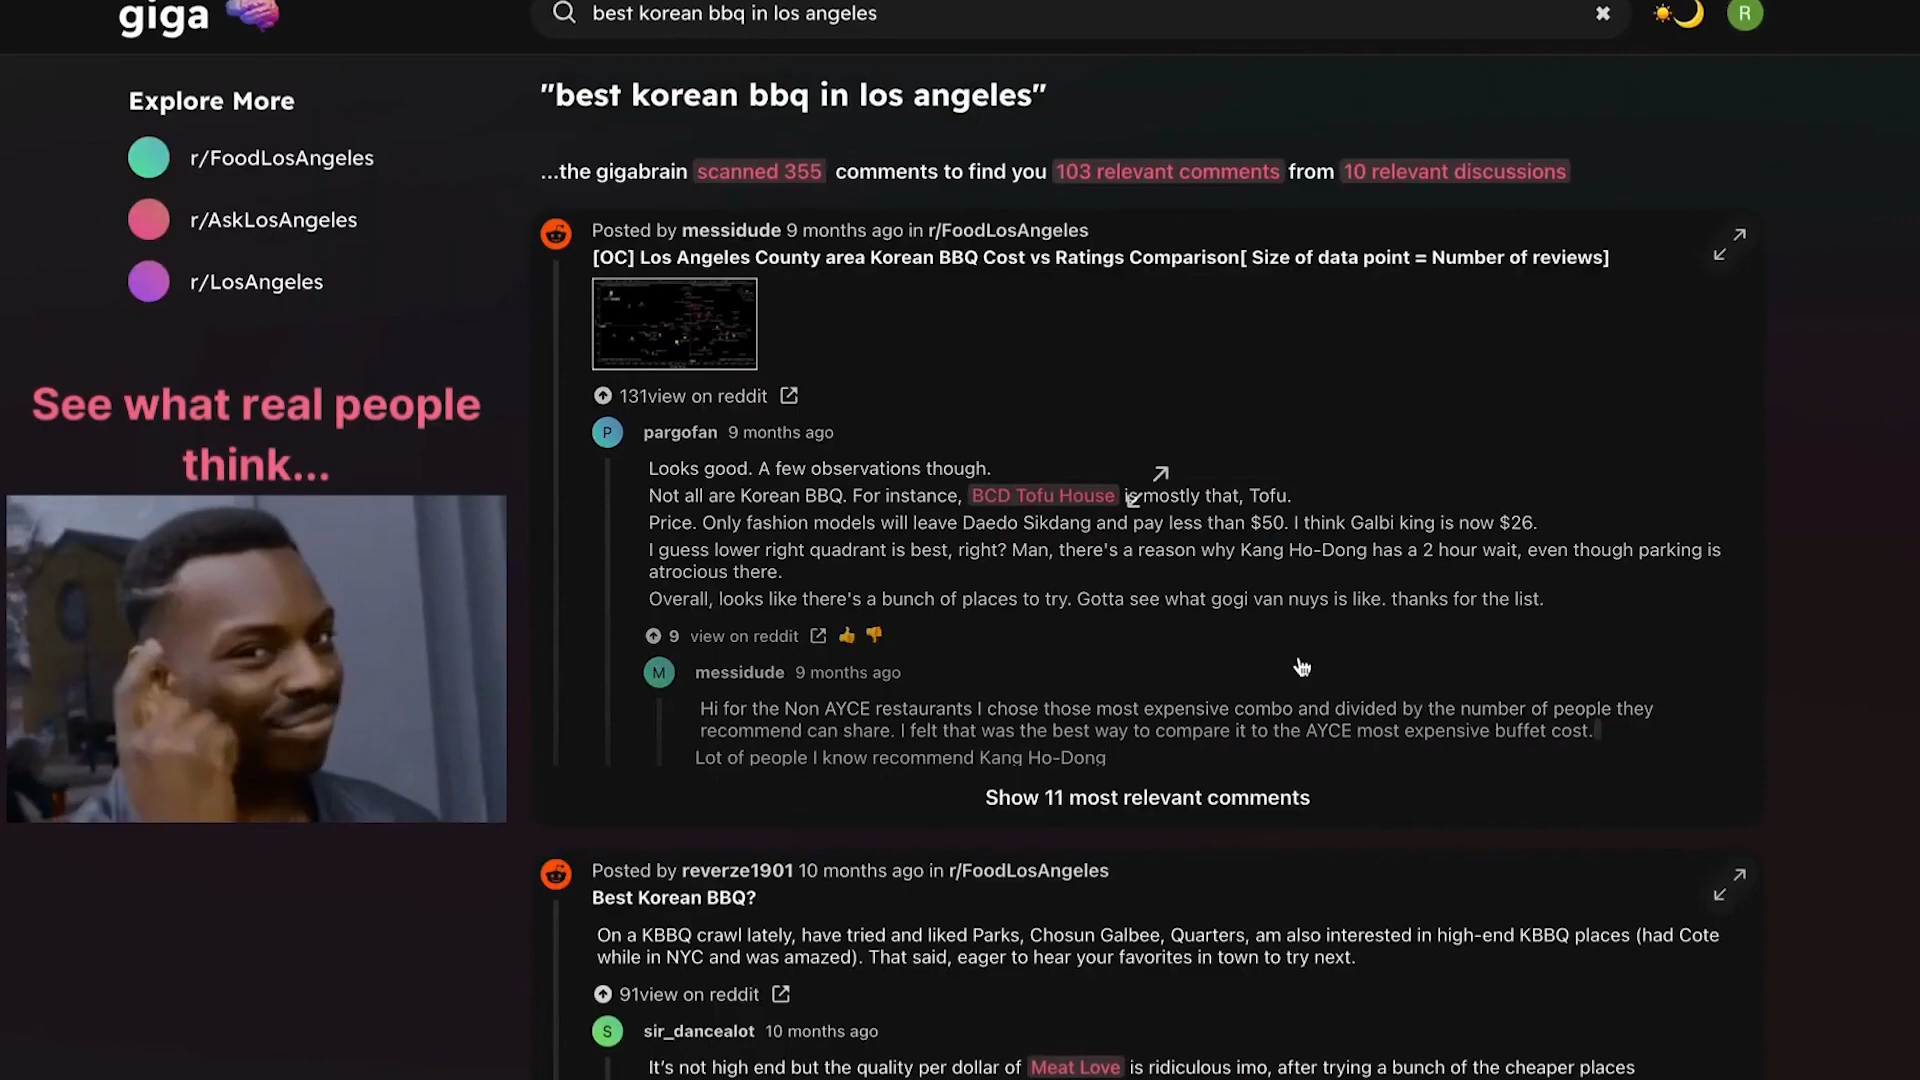 giga
best korean bbq in los angeles
R
Explore More
r/FoodLosAngeles
r/AskLosAngeles
r/LosAngeles
See what real people
think...
"best korean bbq in los angeles"
...the gigabrain scanned 355 comments to find you 103 relevant comments from 10 relevant discussions
Posted by messidude 9 months ago in r/FoodLosAngeles
[OC] Los Angeles County area Korean BBQ Cost vs Ratings Comparison[ Size of data point = Number of reviews]
131view on reddit
P pargofan 9 months ago
Looks good. A few observations though.
Not all are Korean BBQ. For instance, BCD Tofu House is mostly that, Tofu.
Price. Only fashion models will leave Daedo Sikdang and pay less than $50. I think Galbi king is now $26.
I guess lower right quadrant is best, right? Man, there's a reason why Kang Ho-Dong has a 2 hour wait, even though parking is
atrocious there.
Overall, looks like there's a bunch of places to try. Gotta see what gogi van nuys is like. thanks for the list.
9 view on reddit
M messidude 9 months ago
Hi for the Non AYCE restaurants I chose those most expensive combo and divided by the number of people they
recommend can share. I felt that was the best way to compare it to the AYCE most expensive buffet cost.
Lot of people I know recommend Kang Ho-Dong
Show 11 most relevant comments
Posted by reverze1901 10 months ago in r/FoodLosAngeles
Best Korean BBQ?
On a KBBQ crawl lately, have tried and liked Parks, Chosun Galbee, Quarters, am also interested in high-end KBBQ places (had Cote
while in NYC and was amazed). That said, eager to hear your favorites in town to try next.
91view on reddit
S sir_dancealot 10 months ago
It's not high end but the quality per dollar of Meat Love is ridiculous imo, after trying a bunch of the cheaper places